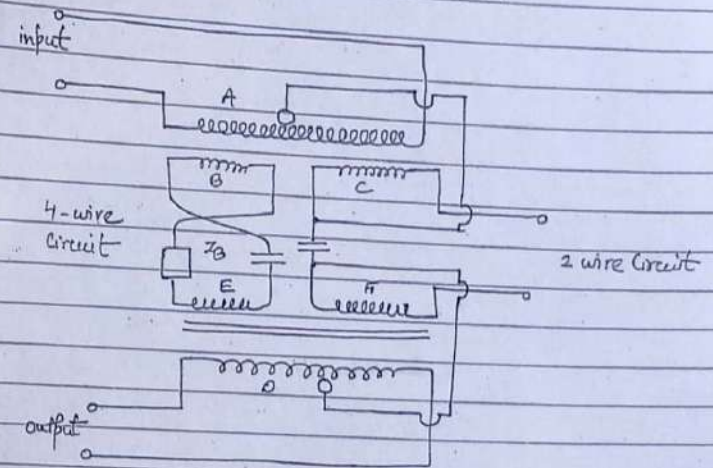 input
A
B
C
4-wire
Circuit
ZB
2 wire Circuit
E
F
D
output